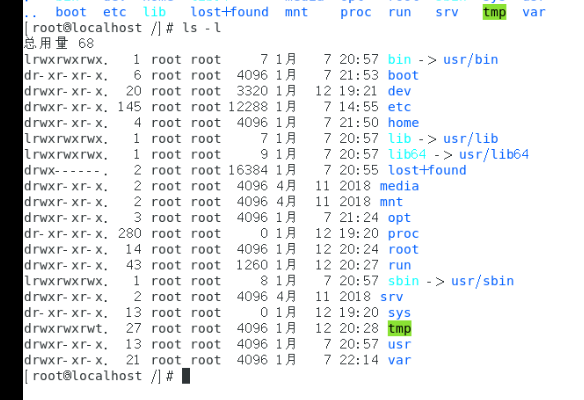 .. boot etc lib lost+found mnt proc run srv tmp var
[root@localhost /]# ls -l
总用量 68
lrwxrwxrwx. 1 root root 7 1月 7 20:57 bin -> usr/bin
dr-xr-xr-x. 6 root root 4096 1月 7 21:53 boot
drwxr-xr-x. 20 root root 3320 1月 12 19:21 dev
drwxr-xr-x. 145 root root 12288 1月 7 14:55 etc
drwxr-xr-x. 4 root root 4096 1月 7 21:50 home
lrwxrwxrwx. 1 root root 7 1月 7 20:57 lib -> usr/lib
lrwxrwxrwx. 1 root root 9 1月 7 20:57 lib64 -> usr/lib64
drwx------. 2 root root 16384 1月 7 20:55 lost+found
drwxr-xr-x. 2 root root 4096 4月 11 2018 media
drwxr-xr-x. 2 root root 4096 4月 11 2018 mnt
drwxr-xr-x. 3 root root 4096 1月 7 21:24 opt
dr-xr-xr-x. 280 root root 0 1月 12 19:20 proc
drwxr-xr-x. 14 root root 4096 1月 12 20:24 root
drwxr-xr-x. 43 root root 1260 1月 12 20:27 run
lrwxrwxrwx. 1 root root 8 1月 7 20:57 sbin -> usr/sbin
drwxr-xr-x. 2 root root 4096 4月 11 2018 srv
dr-xr-xr-x. 13 root root 0 1月 12 19:20 sys
drwxrwxrwt. 27 root root 4096 1月 12 20:28 tmp
drwxr-xr-x. 13 root root 4096 1月 7 20:57 usr
drwxr-xr-x. 21 root root 4096 1月 7 22:14 var
[root@localhost /]#